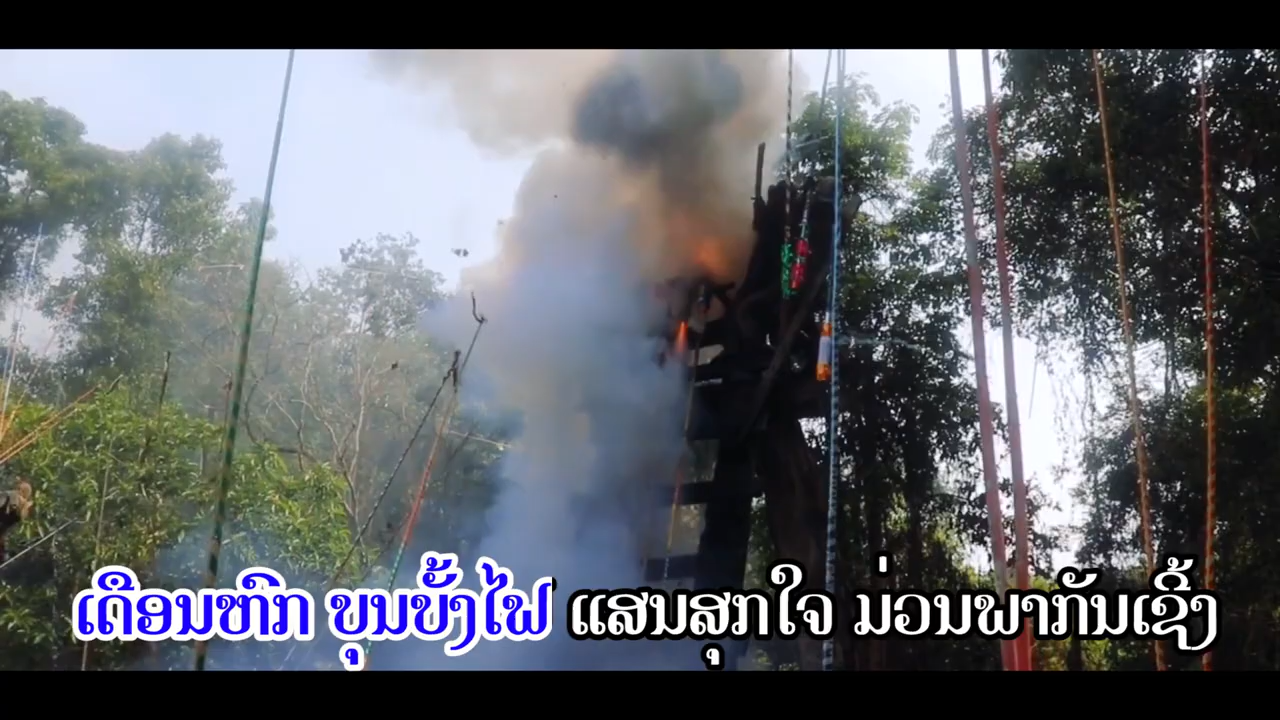 ເດືອນຫົກ ບຸນບັ້ງໄຟ ແສນສຸກໃຈ ມ່ວນພາກັນເຊີ້ງ